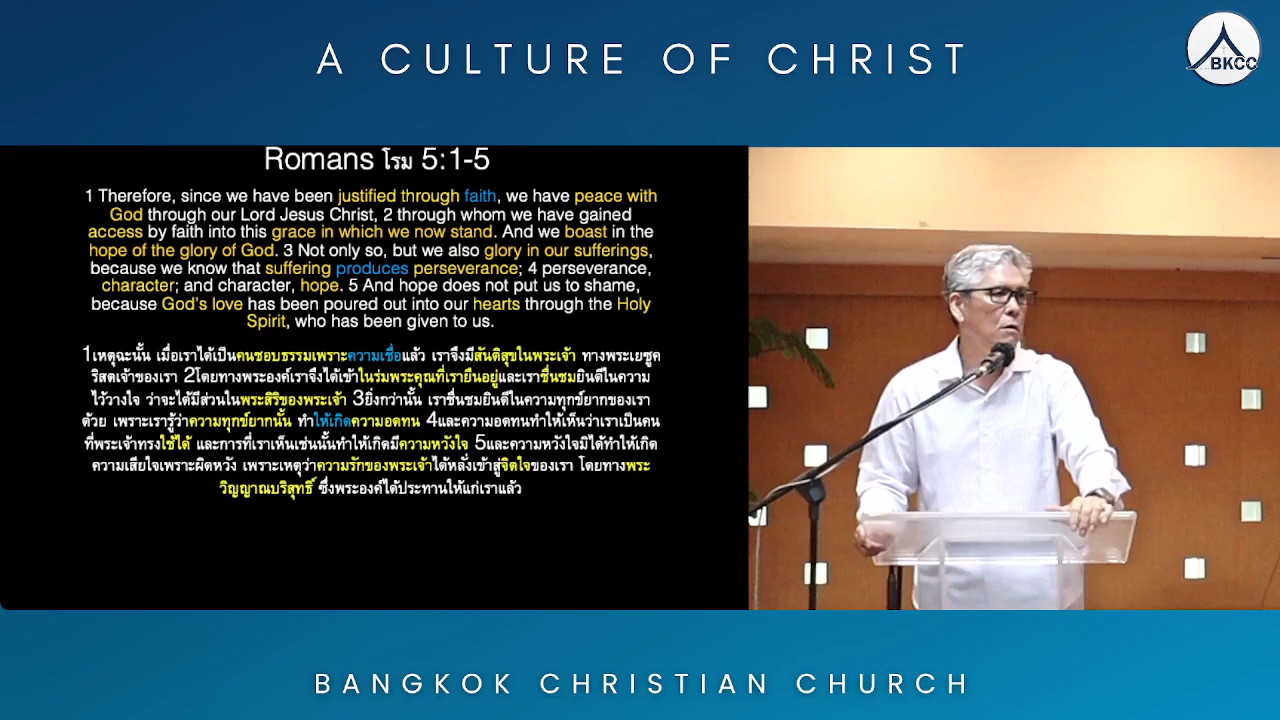 A CULTURE OF CHRIST
BKCC
Romans โรม 5:1-5
1 Therefore, since we have been justified through faith, we have peace with
God through our Lord Jesus Christ, 2 through whom we have gained
access by faith into this grace in which we now stand. And we boast in the
hope of the glory of God. 3 Not only so, but we also glory in our sufferings,
because we know that suffering produces perseverance; 4 perseverance,
character; and character, hope. 5 And hope does not put us to shame,
because God's love has been poured out into our hearts through the Holy
Spirit, who has been given to us.
1เหตุฉะนั้น เมื่อเราได้เป็นคนชอบธรรมเพราะความเชื่อแล้ว เราจึงมีสันติสุขในพระเจ้า ทางพระเยซูค
ริสตเจ้าของเรา 2โดยทางพระองค์เราจึงได้เข้าในร่มพระคุณที่เรายืนอยู่และเราชื่นชมยินดีในความ
ไว้วางใจ ว่าจะได้มีส่วนในพระสิริของพระเจ้า 3ยิ่งกว่านั้น เราชื่นชมยินดีในความทุกข์ยากของเรา
ด้วย เพราะเรารู้ว่าความทุกข์ยากนั้น ทำให้เกิดความอดทน 4และความอดทนทำให้เห็นว่าเราเป็นคน
ที่พระเจ้าทรงใช้ได้ และการที่เราเห็นเช่นนั้นทำให้เกิดมีความหวังใจ 5และความหวังใจมิได้ทำให้เกิด
ความเสียใจเพราะผิดหวัง เพราะเหตุว่าความรักของพระเจ้าได้หลั่งเข้าสู่จิตใจของเรา โดยทางพระ
วิญญาณบริสุทธิ์ ซึ่งพระองค์ได้ประทานให้แก่เราแล้ว
BANGKOK CHRISTIAN CHURCH